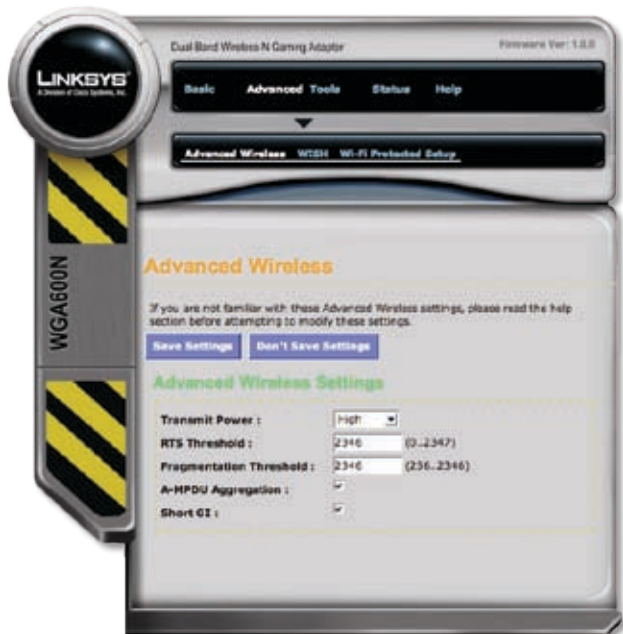 LINKSYS®
A Division of Cisco Systems, Inc.
Dual-Band Wireless-N Gaming Adaptor
Firmware Ver: 1.0.0
Basic Advanced Tools Status Help
Advanced Wireless WISH Wi-Fi Protected Setup
WGA600N
Advanced Wireless
If you are not familiar with these Advanced Wireless settings, please read the help
section before attempting to modify these settings.
Save Settings Don't Save Settings
Advanced Wireless Settings
Transmit Power : High
RTS Threshold : 2346 (0..2347)
Fragmentation Threshold : 2346 (256..2346)
A-MPDU Aggregation :
Short GI :